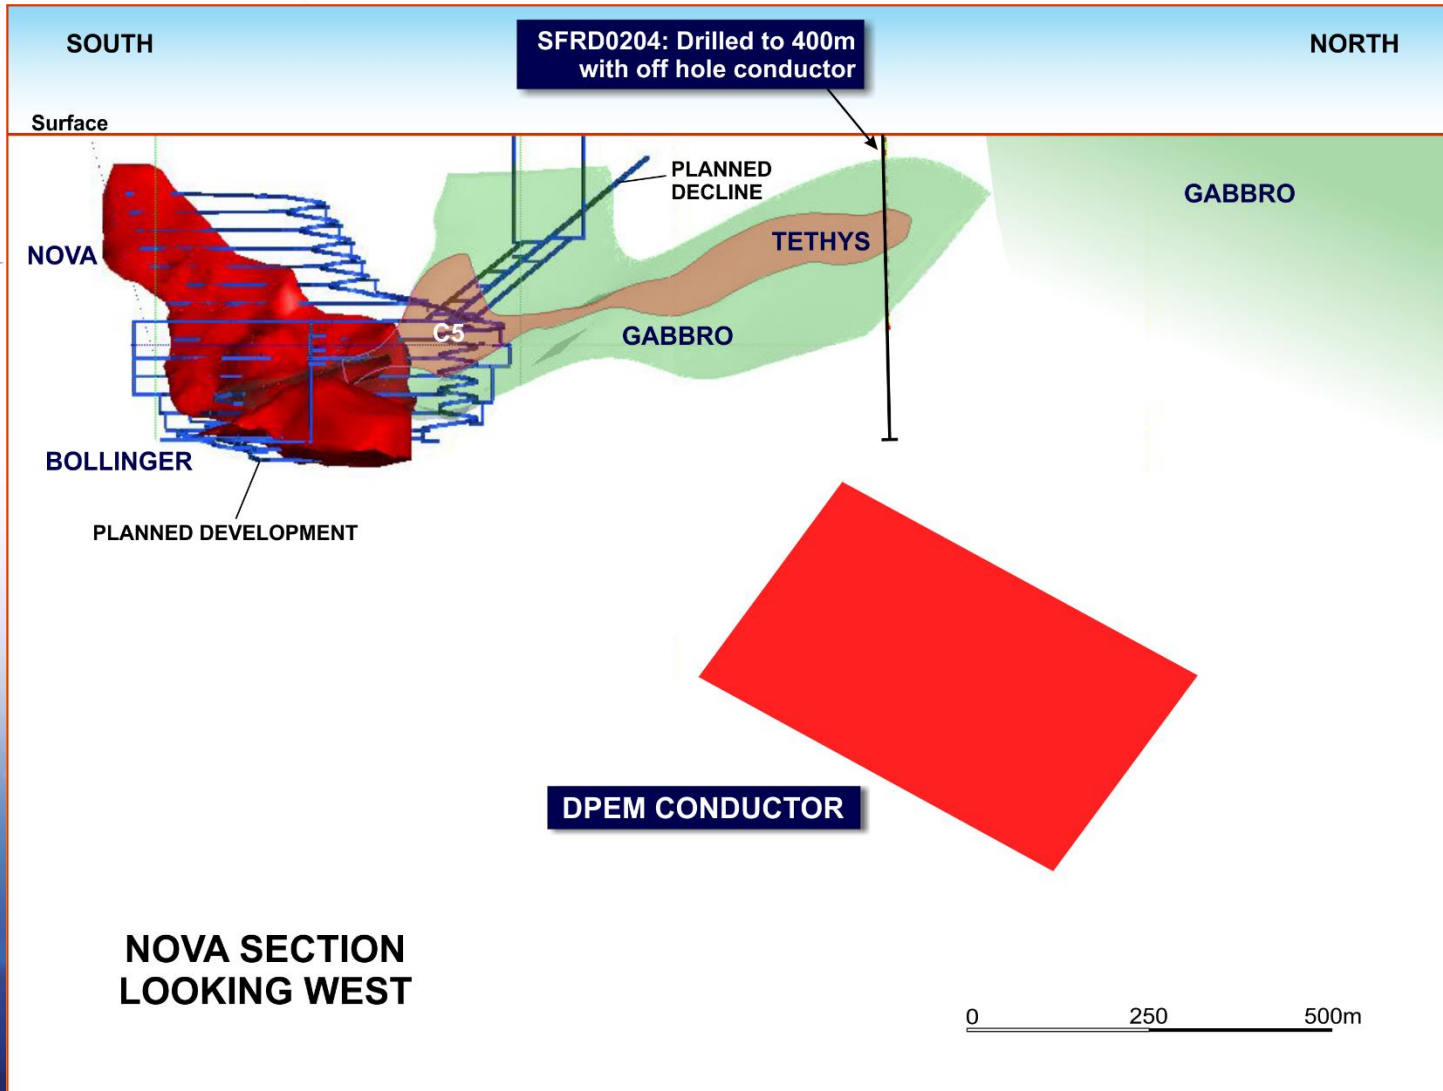 SOUTH
SFRD0204: Drilled to 400m
with off hole conductor
NORTH
Surface
PLANNED
DECLINE
GABBRO
NOVA
TETHYS
C5
GABBRO
BOLLINGER
PLANNED DEVELOPMENT
DPEM CONDUCTOR
NOVA SECTION
LOOKING WEST
0 250 500m